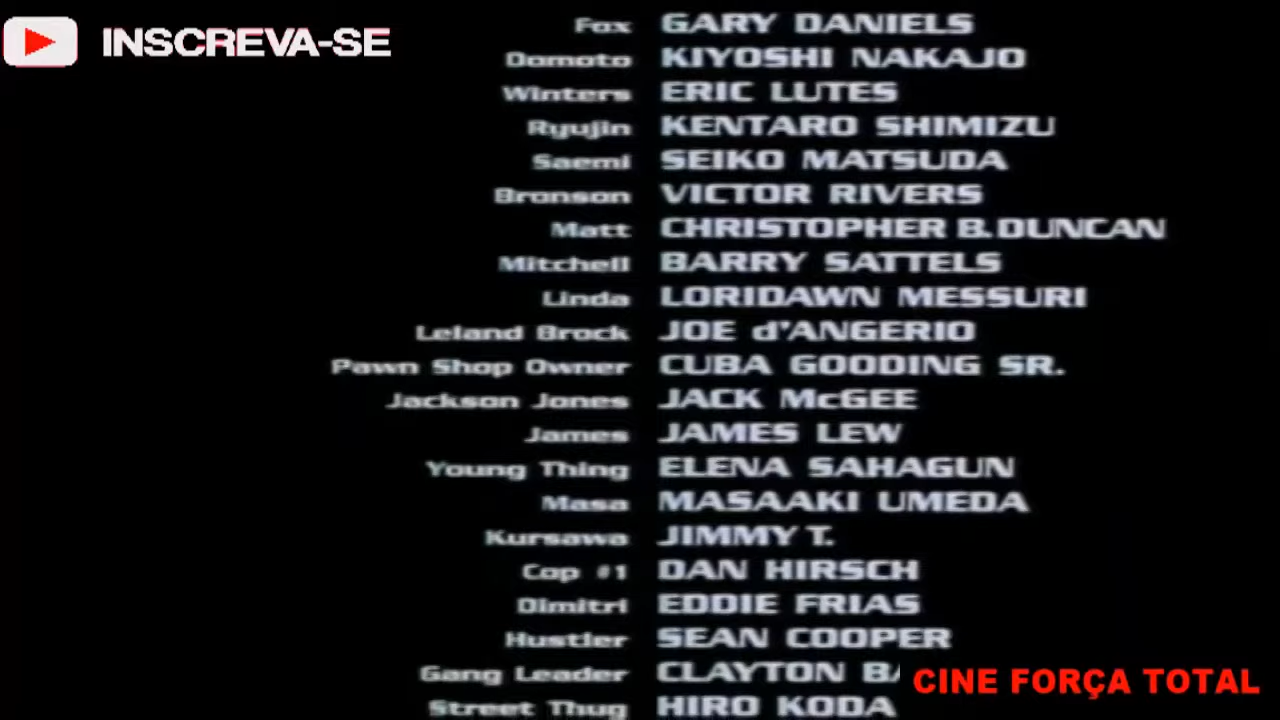 INSCREVA-SE
Fox GARY DANIELS
Domoto KIYOSHI NAKAJO
Winters ERIC LUTES
Ryujin KENTARO SHIMIZU
Saemi SEIKO MATSUDA
Bronson VICTOR RIVERS
Matt CHRISTOPHER B. DUNCAN
Mitchell BARRY SATTELS
Linda LORIDAWN MESSURI
Leland Brock JOE d'ANGERIO
Pawn Shop Owner CUBA GOODING SR.
Jackson Jones JACK McGEE
James JAMES LEW
Young Thing ELENA SAHAGUN
Masa MASAAKI UMEDA
Kursawa JIMMY T.
Cop #1 DAN HIRSCH
Dimitri EDDIE FRIAS
Hustler SEAN COOPER
Gang Leader CLAYTON
CINE FORÇA TOTAL
Street Thug HIRO KODA